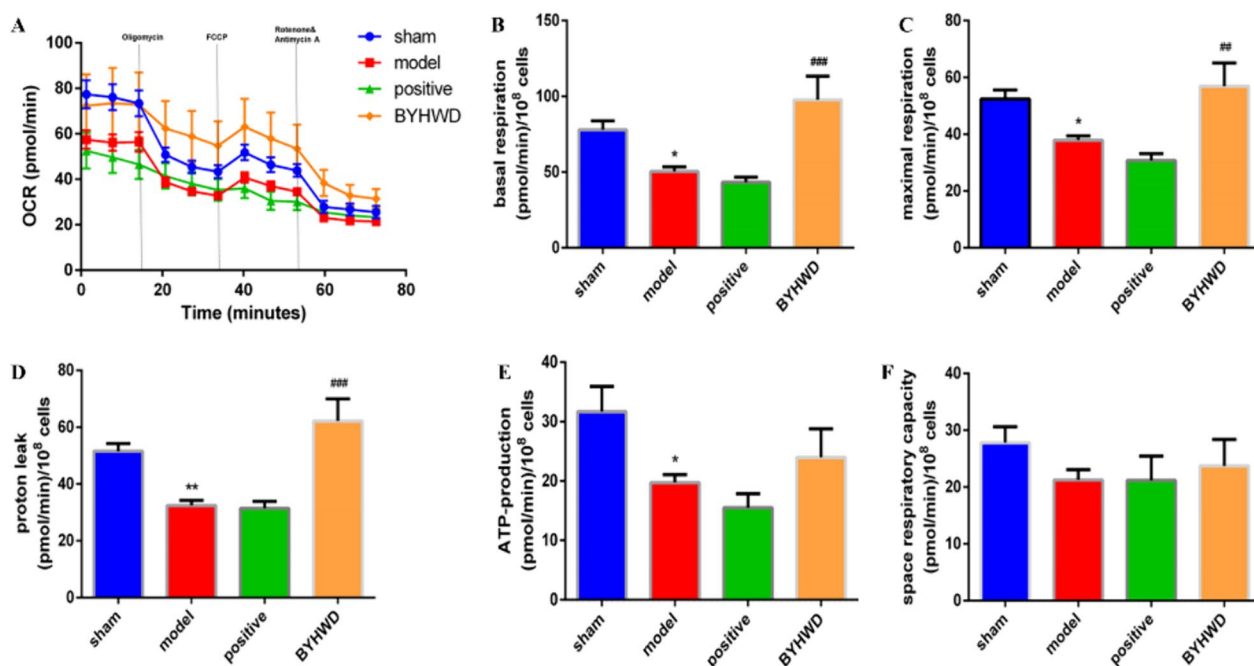 A
Oligomycin
FCCP
Rotenone&
Antimycin A
sham
model
positive
BYHWD
OCR (pmol/min)
100
80
60
40
20
0
0
20
40
60
80
Time (minutes)
B
basal respiration
(pmol/min)/10⁸ cells
150
100
50
0
*
###
sham
model
positive
BYHWD
C
maximal respiration
(pmol/min)/10⁸ cells
80
60
40
20
0
*
##
sham
model
positive
BYHWD
D
proton leak
(pmol/min)/10⁸ cells
80
60
40
20
0
**
###
sham
model
positive
BYHWD
E
ATP-production
(pmol/min)/10⁸ cells
40
30
20
10
0
*
sham
model
positive
BYHWD
F
space respiratory capacity
(pmol/min)/10⁸ cells
40
30
20
10
0
sham
model
positive
BYHWD